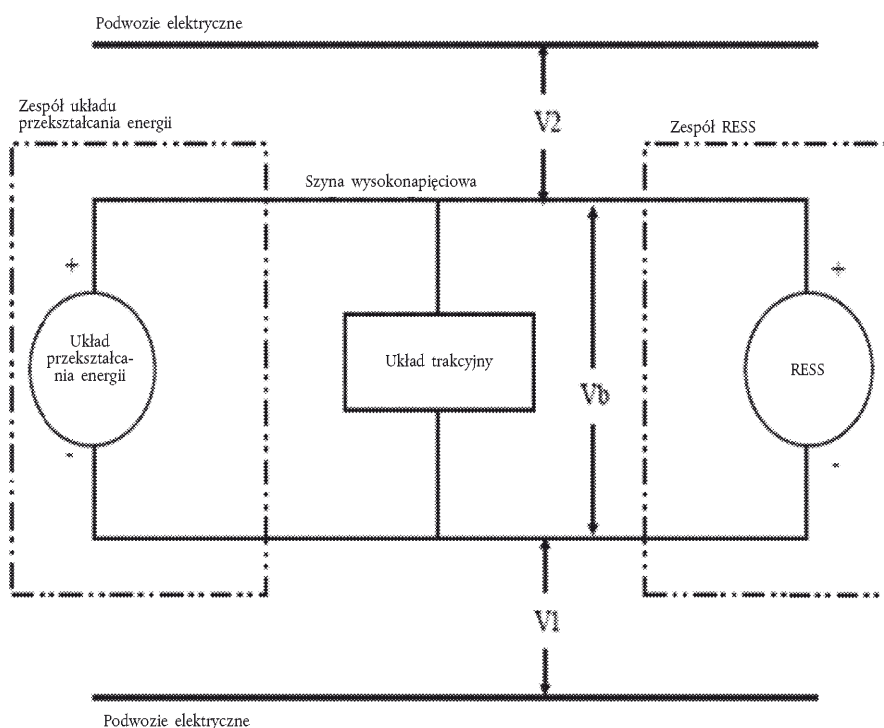 Podwozie elektryczne
Zespół układu
przekształcania energii
V2
Zespół RESS
Szyna wysokonapięciowa
+
+
Układ
przekształca-
nia energii
Układ trakcyjny
Vb
RESS
-
-
V1
Podwozie elektryczne